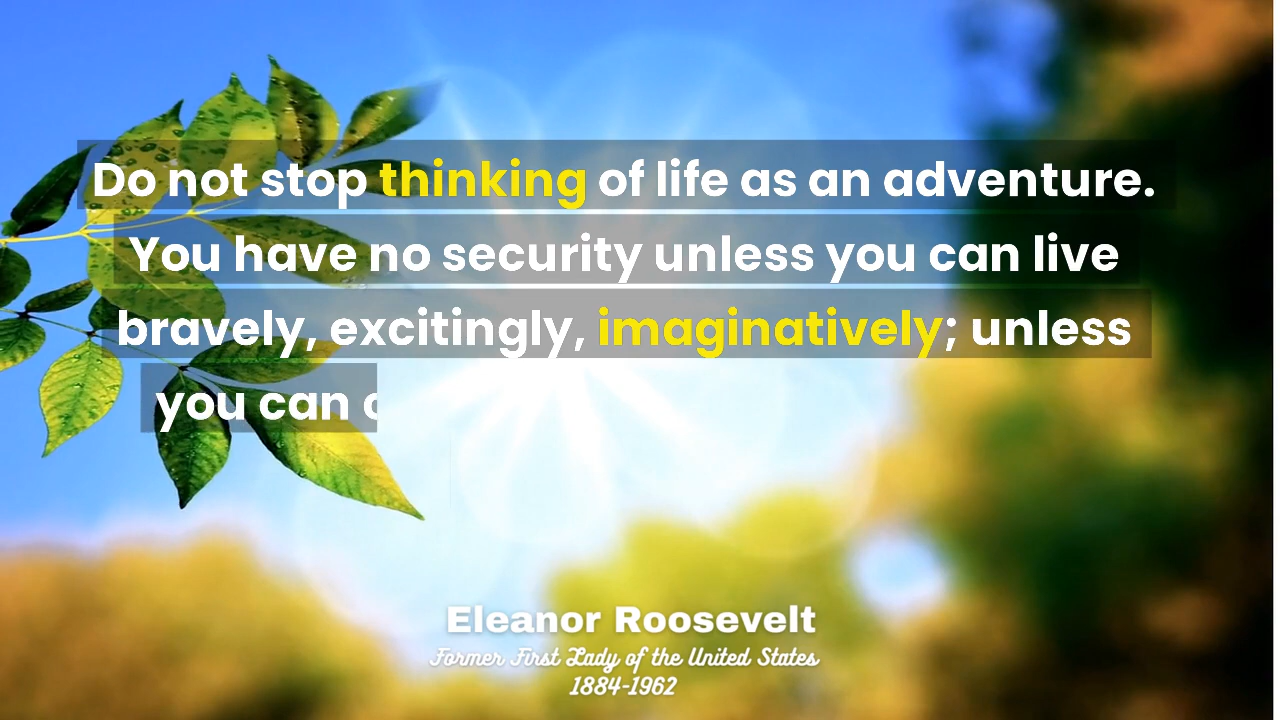 Do not stop thinking of life as an adventure.
You have no security unless you can live
bravely, excitingly, imaginatively; unless
you can
Eleanor Roosevelt
Former First Lady of the United States
1884-1962